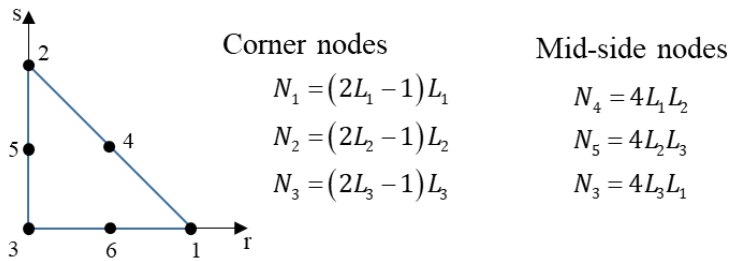 s
2
5
4
3
6
1
r
Corner nodes
N₁ = (2L₁ − 1)L₁
N₂ = (2L₂ − 1)L₂
N₃ = (2L₃ − 1)L₃
Mid-side nodes
N₄ = 4L₁L₂
N₅ = 4L₂L₃
N₃ = 4L₃L₁